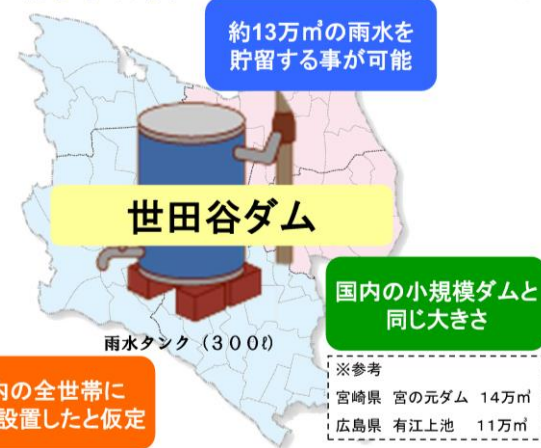 約13万㎥の雨水を
貯留する事が可能
世田谷ダム
国内の小規模ダムと
同じ大きさ
雨水タンク（３００ℓ）
内の全世帯に
設置したと仮定
※参考
宮崎県 宮の元ダム 14万㎥
広島県 有江上池 11万㎥